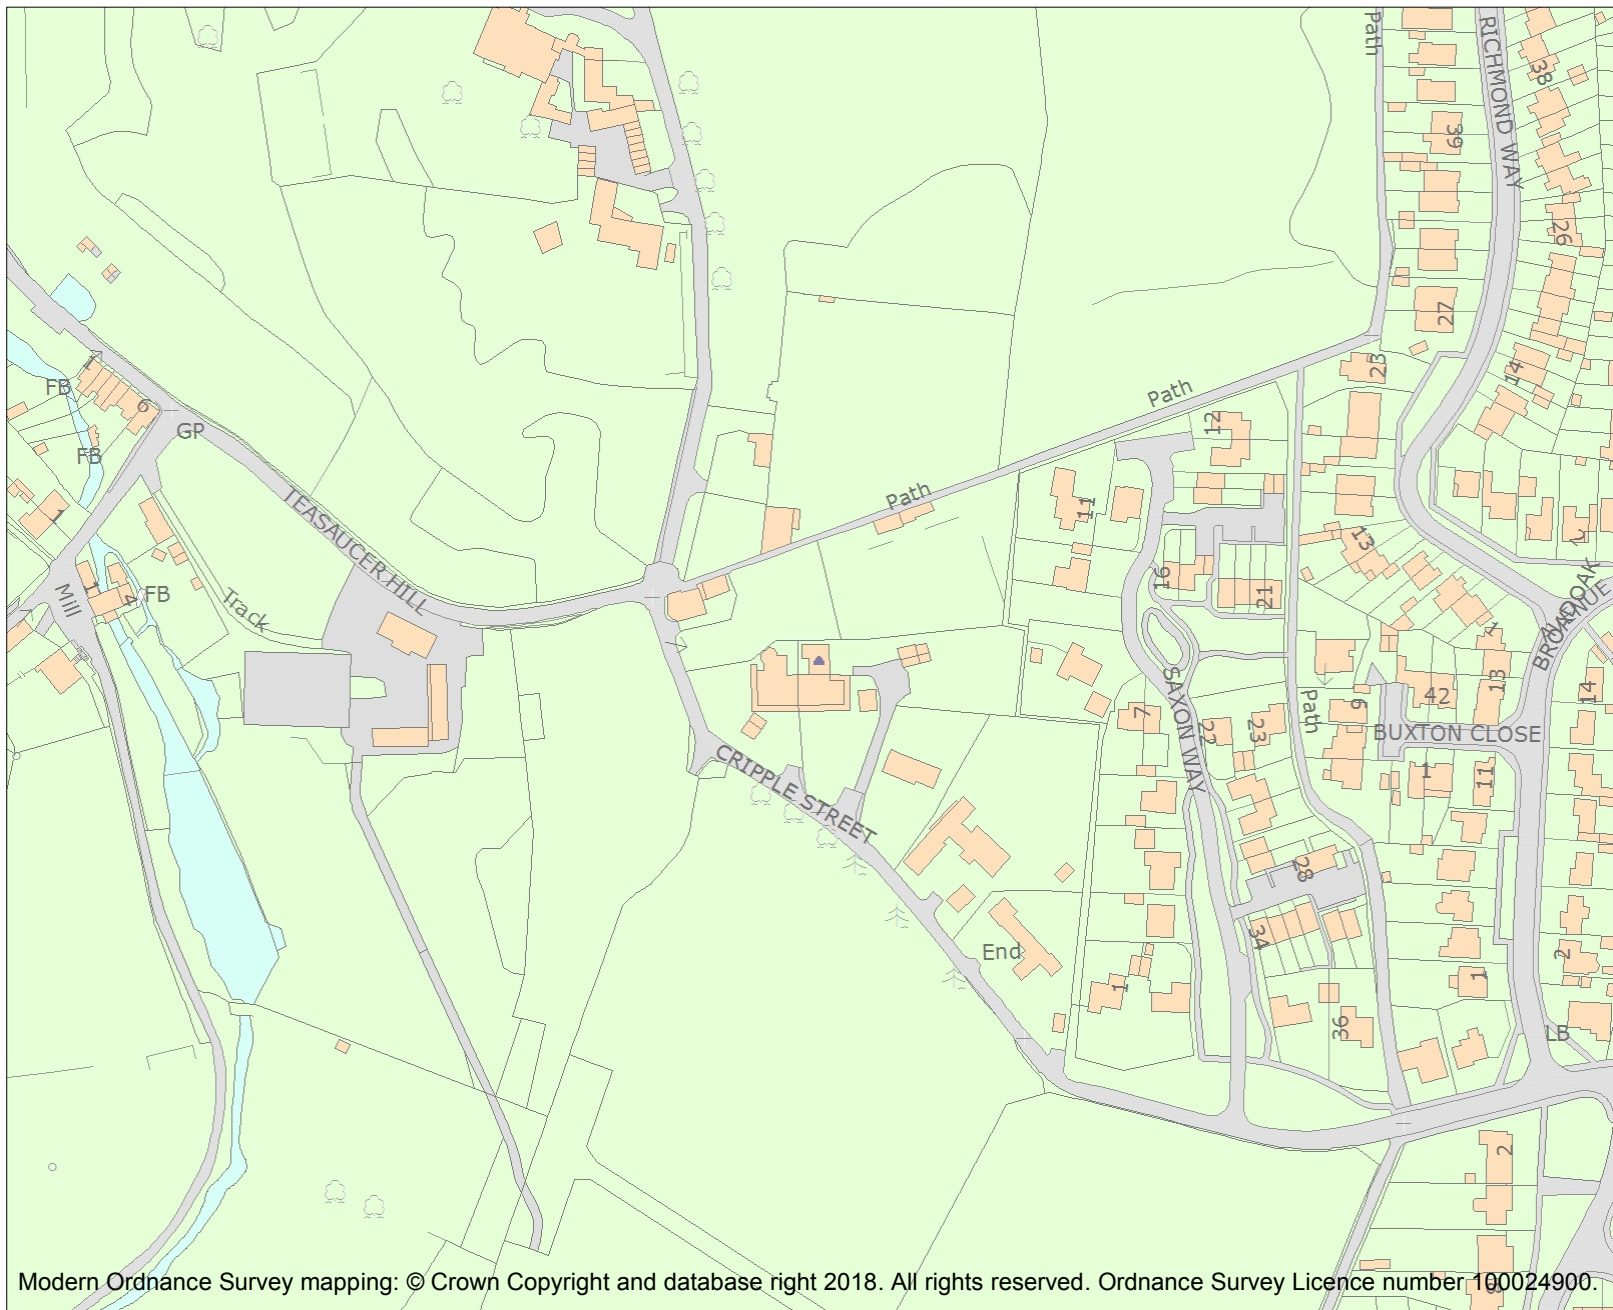 Path
RICHMOND WAY
38
39
26
27
23
14
Path
12
FB
1
6
GP
FB
Path
11
TEASAUCER HILL
1
13
2
Mill
1
4
FB
Track
16
21
1
BROADOAK
AVENUE
SAXON WAY
7
22
23
Path
9
42
13
14
BUXTON CLOSE
CRIPPLE STREET
1
11
28
End
34
1
1
2
36
LB
2
Modern Ordnance Survey mapping: © Crown Copyright and database right 2018. All rights reserved. Ordnance Survey Licence number 100024900.